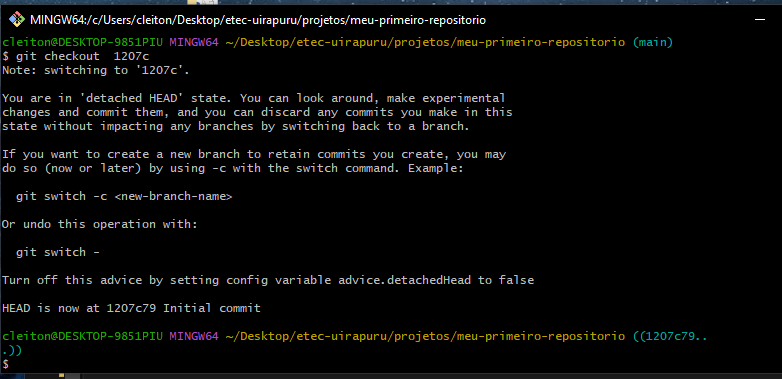 MINGW64:/c/Users/cleiton/Desktop/etec-uirapuru/projetos/meu-primeiro-repositorio
cleiton@DESKTOP-9851PIU MINGW64 ~/Desktop/etec-uirapuru/projetos/meu-primeiro-repositorio (main)
$ git checkout  1207c
Note: switching to '1207c'.

You are in 'detached HEAD' state. You can look around, make experimental
changes and commit them, and you can discard any commits you make in this
state without impacting any branches by switching back to a branch.

If you want to create a new branch to retain commits you create, you may
do so (now or later) by using -c with the switch command. Example:

  git switch -c <new-branch-name>

Or undo this operation with:

  git switch -

Turn off this advice by setting config variable advice.detachedHead to false

HEAD is now at 1207c79 Initial commit

cleiton@DESKTOP-9851PIU MINGW64 ~/Desktop/etec-uirapuru/projetos/meu-primeiro-repositorio ((1207c79..
.))
$